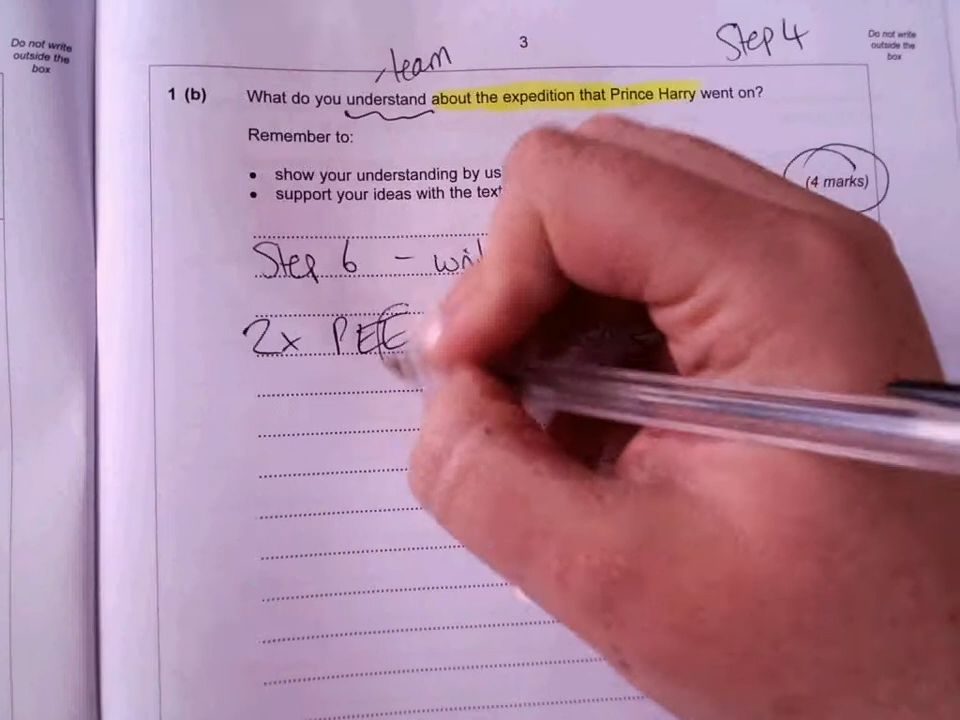 Do not write
outside the
box
3
Step 4
Do not write
outside the
box
team
1 (b) What do you understand about the expedition that Prince Harry went on?
Remember to:
• show your understanding by us
(4 marks)
• support your ideas with the text
Step 6 -
2x PEE